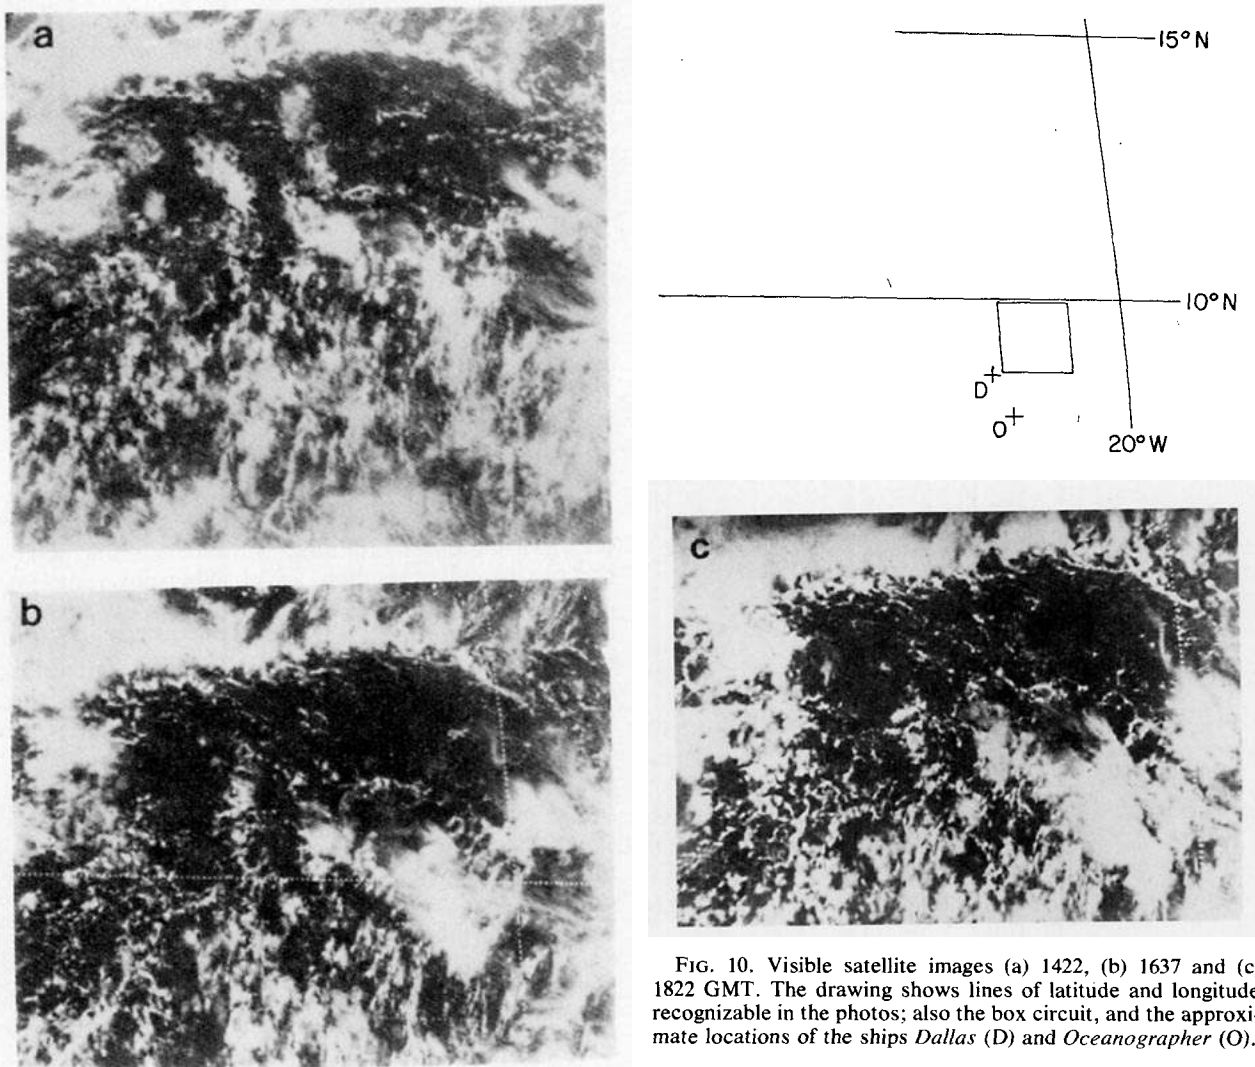 a
15°N
10°N
D
O
20°W
b
c
FIG. 10. Visible satellite images (a) 1422, (b) 1637 and (c)
1822 GMT. The drawing shows lines of latitude and longitude
recognizable in the photos; also the box circuit, and the approxi-
mate locations of the ships Dallas (D) and Oceanographer (O).